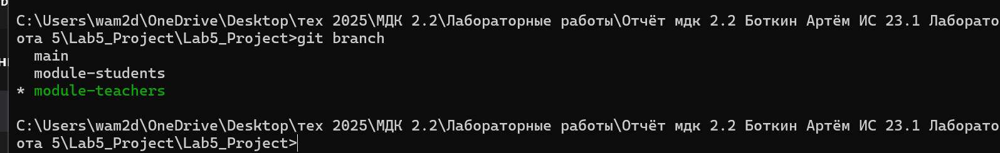 C:\Users\wam2d\OneDrive\Desktop\тех 2025\МДК 2.2\Лабораторные работы\Отчёт мдк 2.2 Боткин Артём ИС 23.1 Лаборато
ота 5\Lab5_Project\Lab5_Project>git branch
main
module-students
* module-teachers
C:\Users\wam2d\OneDrive\Desktop\тех 2025\МДК 2.2\Лабораторные работы\Отчёт мдк 2.2 Боткин Артём ИС 23.1 Лаборато
ота 5\Lab5_Project\Lab5_Project>